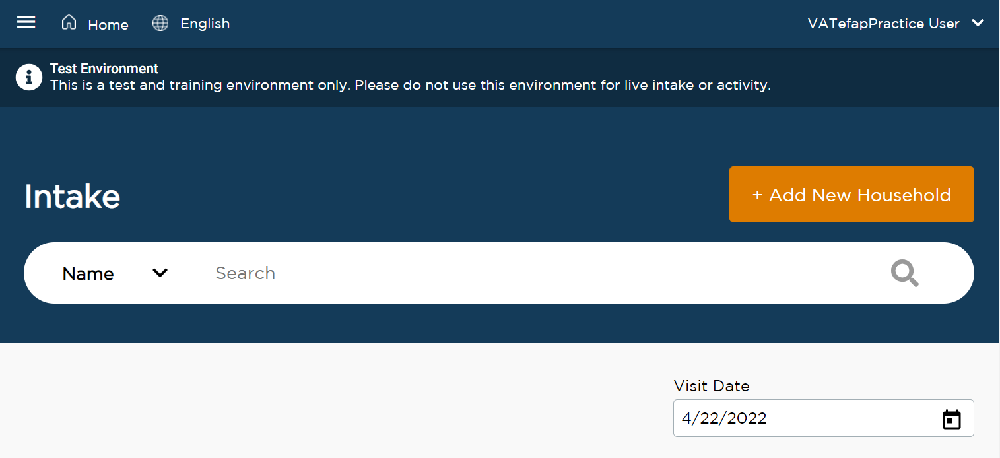 Home English VATefapPractice User
Test Environment
This is a test and training environment only. Please do not use this environment for live intake or activity.
Intake
+ Add New Household
Name Search
Visit Date
4/22/2022